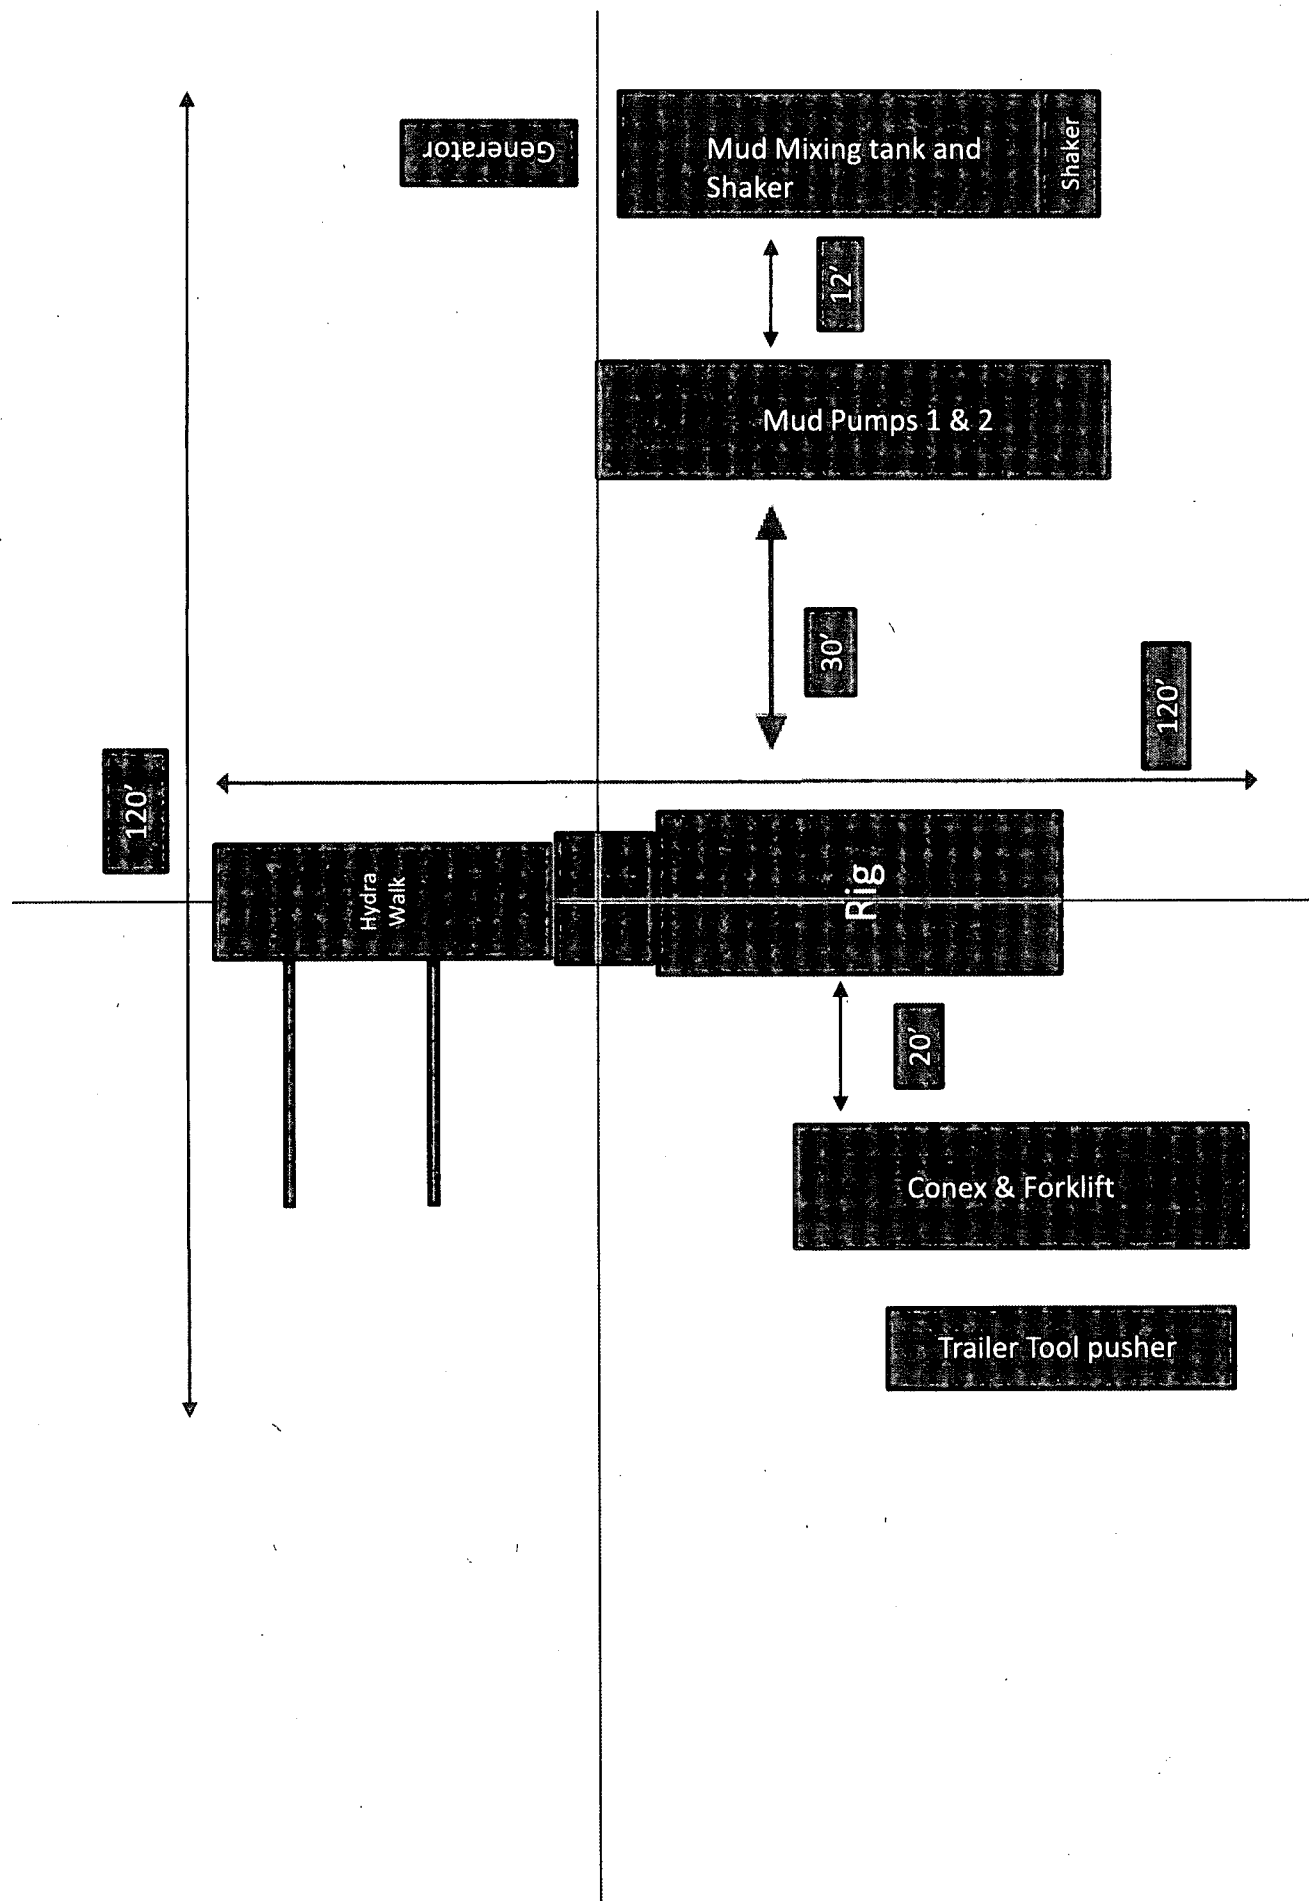 Generator
Mud Mixing tank and
Shaker
Shaker
12'
Mud Pumps 1 & 2
30'
120'
120'
Hydra
Walk
Rig
20'
Conex & Forklift
Trailer Tool pusher